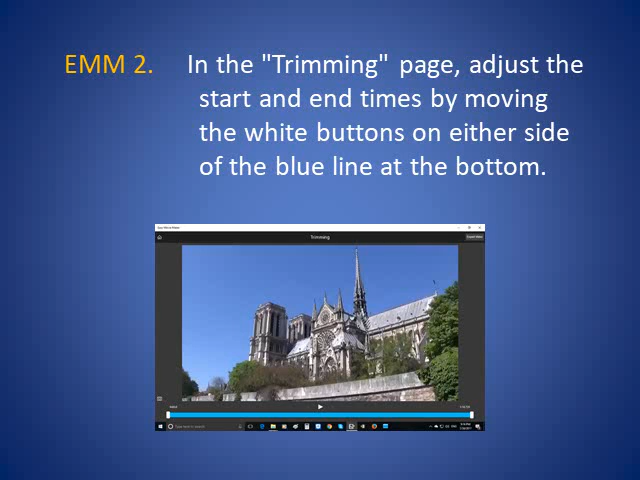 EMM 2. In the "Trimming" page, adjust the
start and end times by moving
the white buttons on either side
of the blue line at the bottom.
Trimming